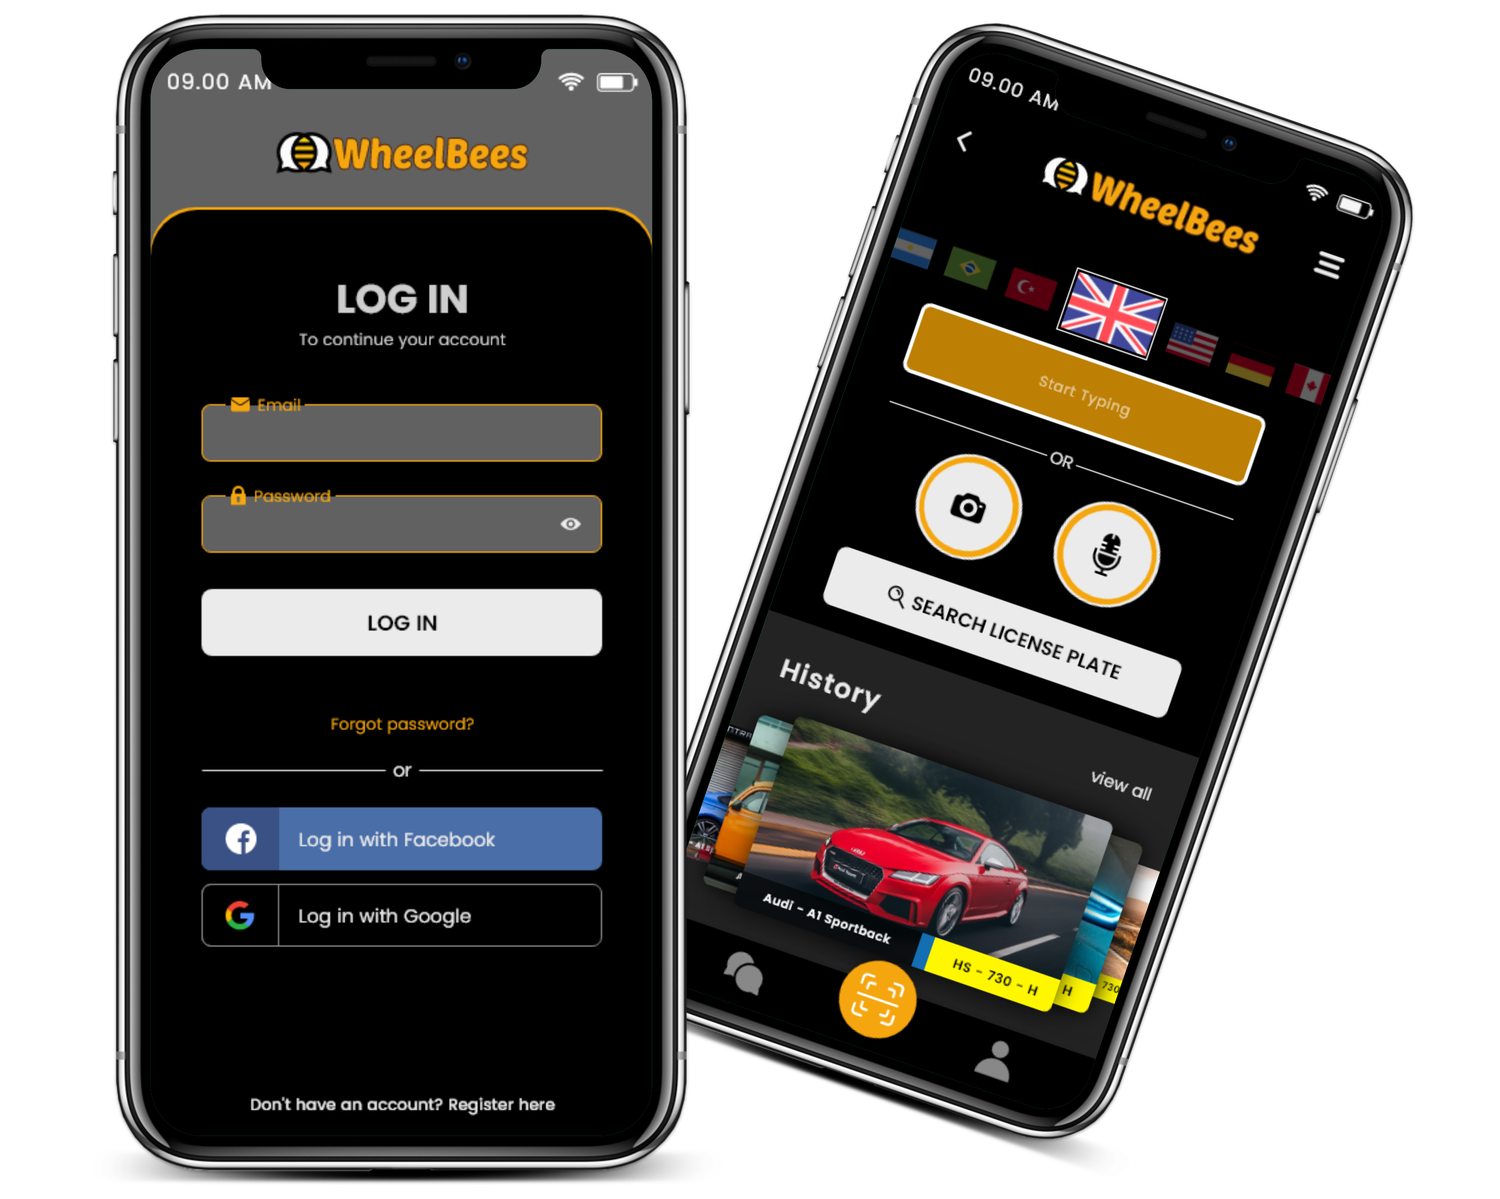 09.00 AM
WheelBees
LOG IN
To continue your account
Email
Password
LOG IN
Forgot password?
or
Log in with Facebook
Log in with Google
Don't have an account? Register here
09.00 AM
WheelBees
Start Typing
OR
SEARCH LICENSE PLATE
History
view all
Audi - A1 Sportback
HS - 730 - H
H
730